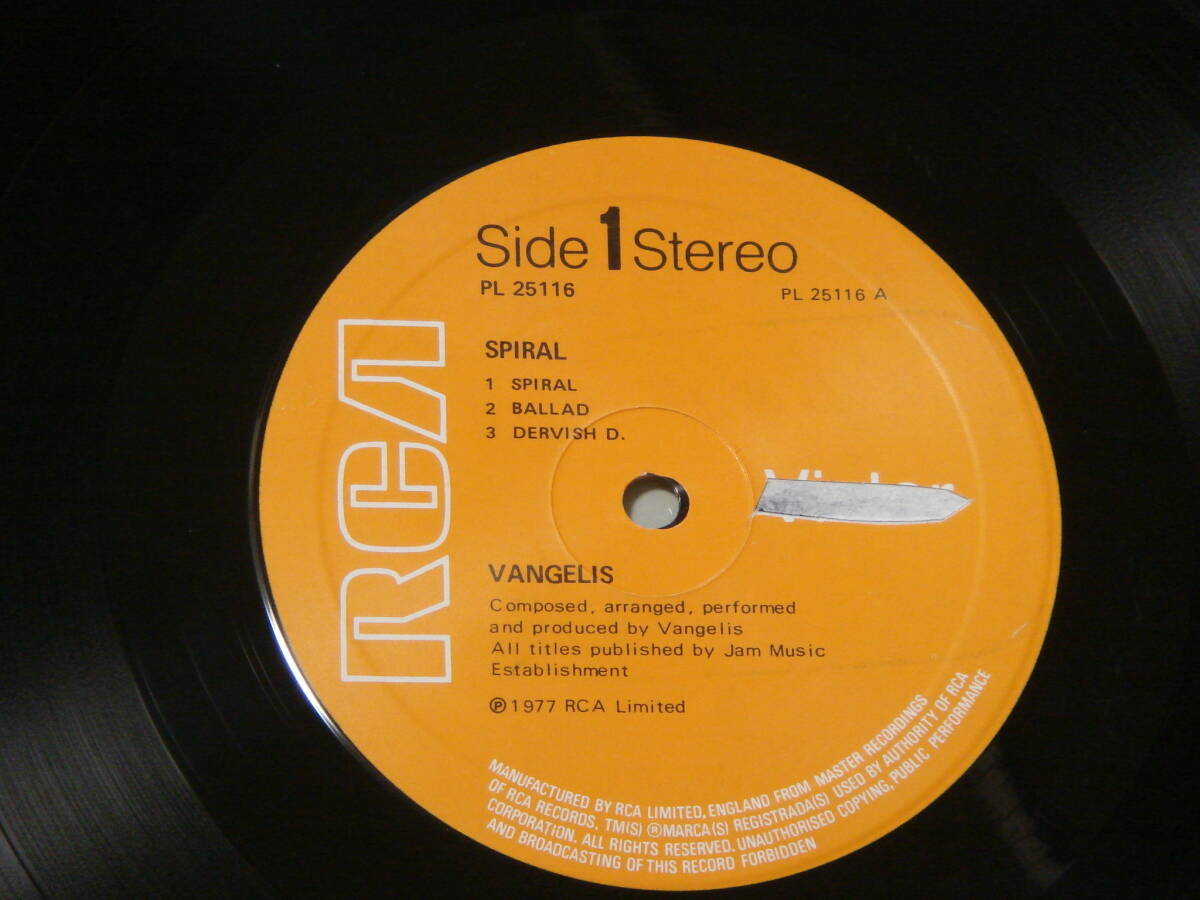 Side 1 Stereo
PL 25116
PL 25116 A
SPIRAL
1 SPIRAL
2 BALLAD
3 DERVISH D.
RCA
VANGELIS
Composed, arranged, performed
and produced by Vangelis
All titles published by Jam Music
Establishment
℗ 1977 RCA Limited
MANUFACTURED BY RCA LIMITED, ENGLAND FROM MASTER RECORDINGS
OF RCA RECORDS. TM(S) ® MARCA(S) REGISTRADA(S) USED BY AUTHORITY OF RCA
CORPORATION. ALL RIGHTS RESERVED. UNAUTHORISED COPYING, PUBLIC PERFORMANCE
AND BROADCASTING OF THIS RECORD FORBIDDEN